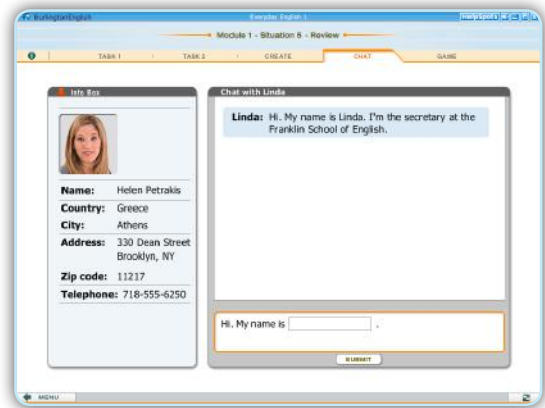 BurlingtonEnglish
Everyday English 1
HelpSpots
Module 1 - Situation 5 - Review
TASK 1
TASK 2
CREATE
CHAT
GAME
Info Box
Name: Helen Petrakis
Country: Greece
City: Athens
Address: 330 Dean Street
Brooklyn, NY
Zip code: 11217
Telephone: 718-555-6250
Chat with Linda
Linda: Hi. My name is Linda. I'm the secretary at the
Franklin School of English.
Hi. My name is .
SUBMIT
MENU